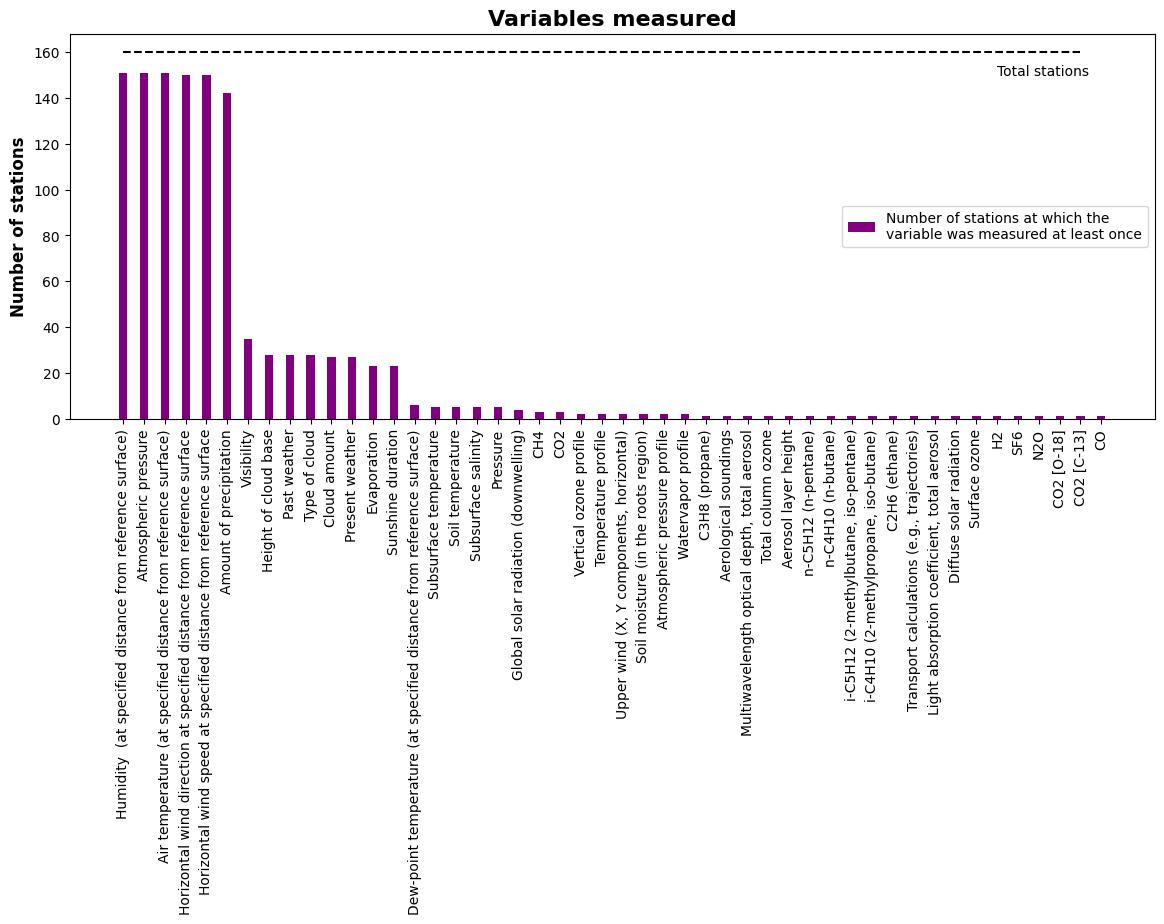 Variables measured
160
140
120
100
80
60
40
20
0
Number of stations
Total stations
Number of stations at which the
variable was measured at least once
Humidity  (at specified distance from reference surface)
Atmospheric pressure
Air temperature (at specified distance from reference surface)
Horizontal wind direction at specified distance from reference surface
Horizontal wind speed at specified distance from reference surface
Amount of precipitation
Visibility
Height of cloud base
Past weather
Type of cloud
Cloud amount
Present weather
Evaporation
Sunshine duration
Dew-point temperature (at specified distance from reference surface)
Subsurface temperature
Soil temperature
Subsurface salinity
Pressure
Global solar radiation (downwelling)
CH4
CO2
Vertical ozone profile
Temperature profile
Upper wind (X, Y components, horizontal)
Soil moisture (in the roots region)
Atmospheric pressure profile
Watervapor profile
C3H8 (propane)
Aerological soundings
Multiwavelength optical depth, total aerosol
Total column ozone
Aerosol layer height
n-C5H12 (n-pentane)
n-C4H10 (n-butane)
i-C5H12 (2-methylbutane, iso-pentane)
i-C4H10 (2-methylpropane, iso-butane)
C2H6 (ethane)
Transport calculations (e.g., trajectories)
Light absorption coefficient, total aerosol
Diffuse solar radiation
Surface ozone
H2
SF6
N2O
CO2 [O-18]
CO2 [C-13]
CO